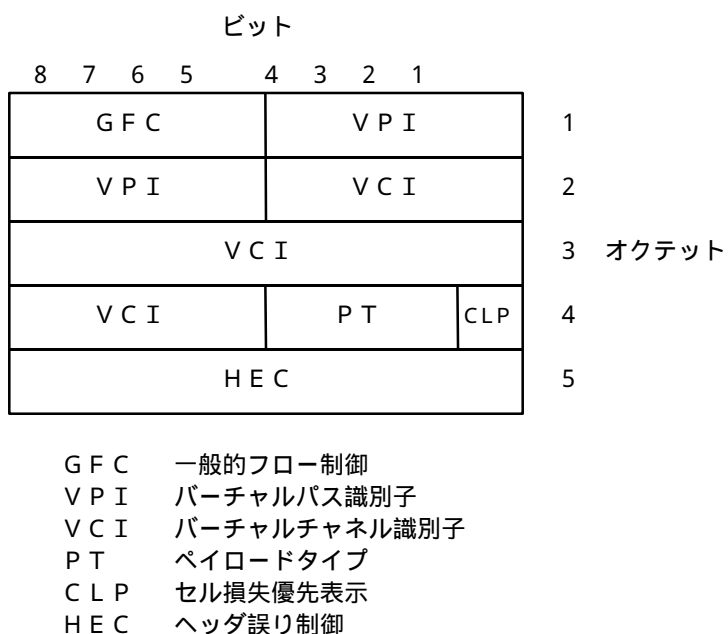 ビット
8 7 6 5 4 3 2 1
ＧＦＣ ＶＰＩ 1
ＶＰＩ ＶＣＩ 2
ＶＣＩ 3 オクテット
ＶＣＩ ＰＴ CLP 4
ＨＥＣ 5
ＧＦＣ 一般的フロー制御
ＶＰＩ バーチャルパス識別子
ＶＣＩ バーチャルチャネル識別子
ＰＴ ペイロードタイプ
ＣＬＰ セル損失優先表示
ＨＥＣ ヘッダ誤り制御